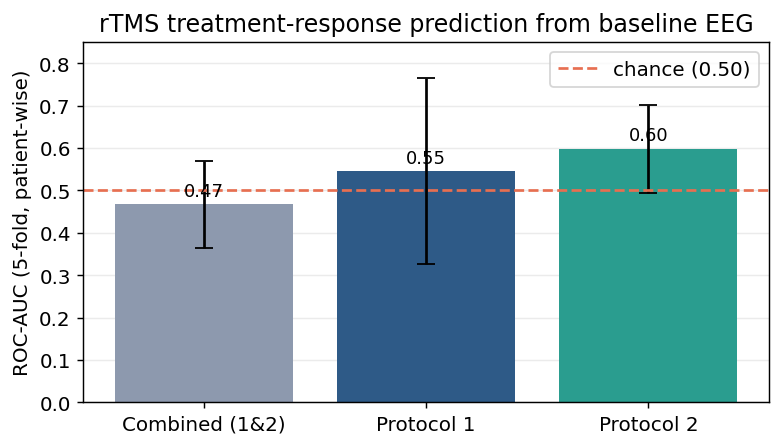 rTMS treatment-response prediction from baseline EEG
chance (0.50)
ROC-AUC (5-fold, patient-wise)
0.8
0.7
0.6
0.5
0.4
0.3
0.2
0.1
0.0
0.47
0.55
0.60
Combined (1&2)
Protocol 1
Protocol 2